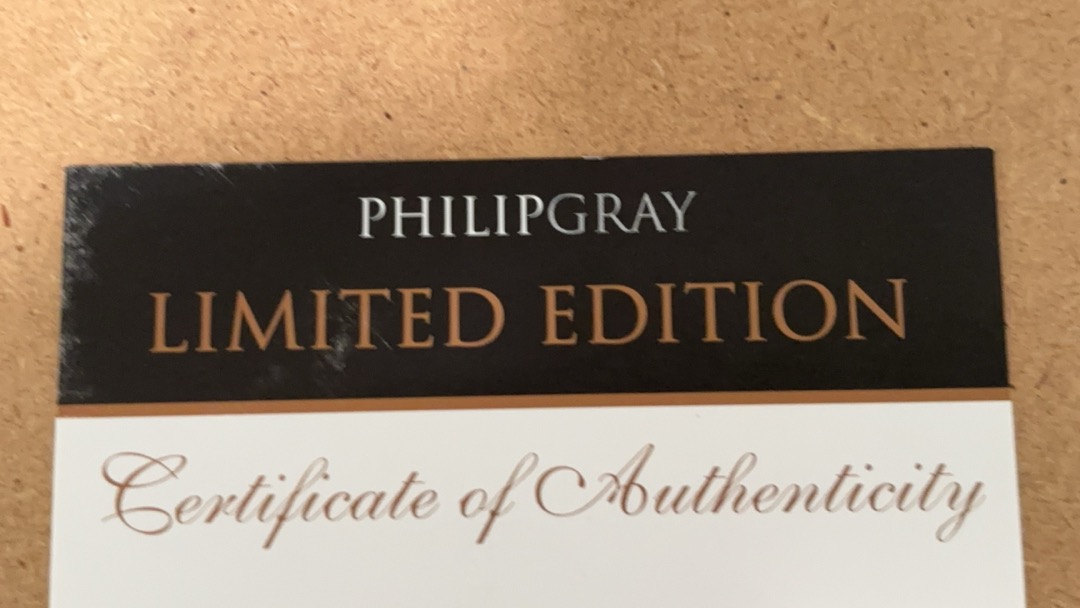 PHILIPGRAY
LIMITED EDITION
Certificate of Authenticity